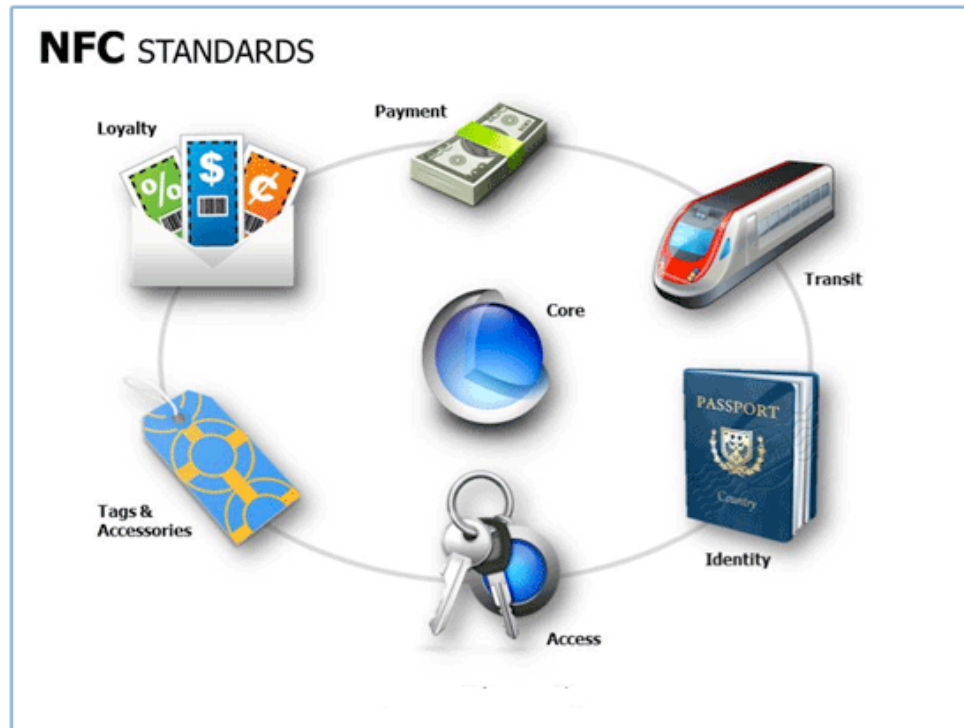 NFC STANDARDS
Payment
Loyalty
%
$
¢
Transit
Core
PASSPORT
Country
Tags &
Accessories
Identity
Access